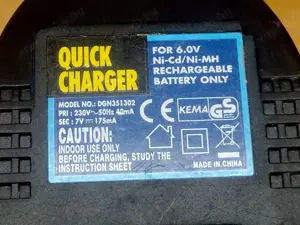 QUICK
CHARGER
FOR 6.0V
Ni-Cd/Ni-MH
RECHARGEABLE
BATTERY ONLY
MODEL NO.: DGN351302
PRI : 230V~50Hz 40mA
SEC : 7V 175mA
CE KEMA GS
CAUTION:
INDOOR USE ONLY
BEFORE CHARGING, STUDY THE
INSTRUCTION SHEET
MADE IN CHINA